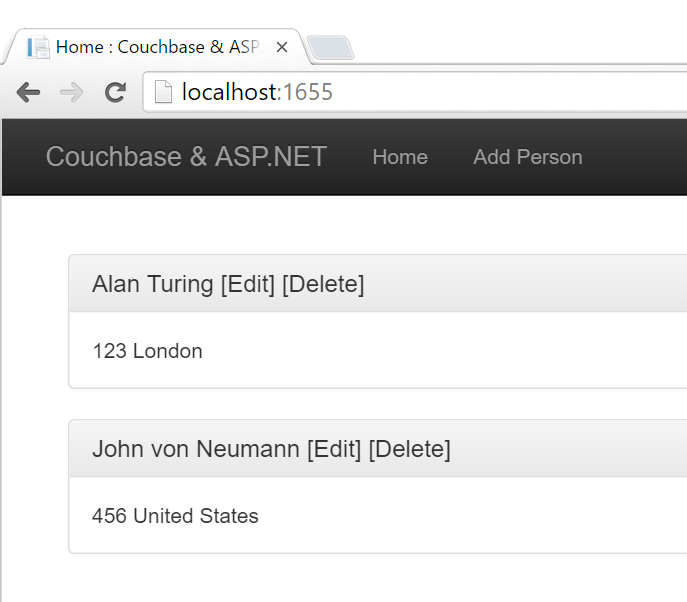 Home : Couchbase & ASP
localhost:1655
Couchbase & ASP.NET Home Add Person
Alan Turing [Edit] [Delete]
123 London
John von Neumann [Edit] [Delete]
456 United States